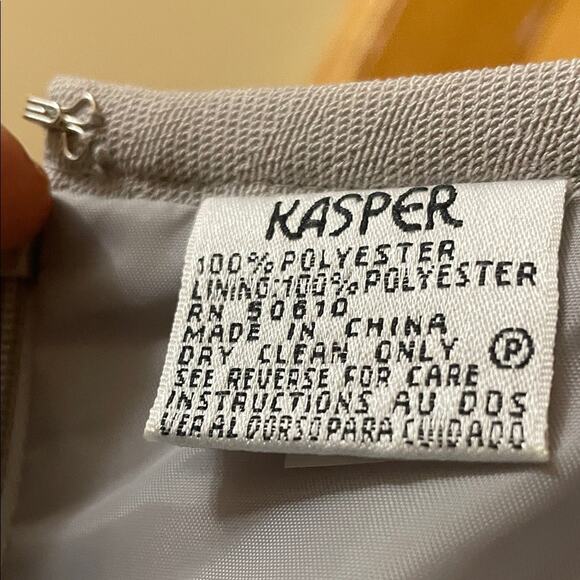 KASPER
100% POLYESTER
LINING:100% POLYESTER
RN 50610
MADE IN CHINA
DRY CLEAN ONLY P
SEE REVERSE FOR CARE
INSTRUCTIONS AU DOS
VER AL DORSO PARA CUIDADO